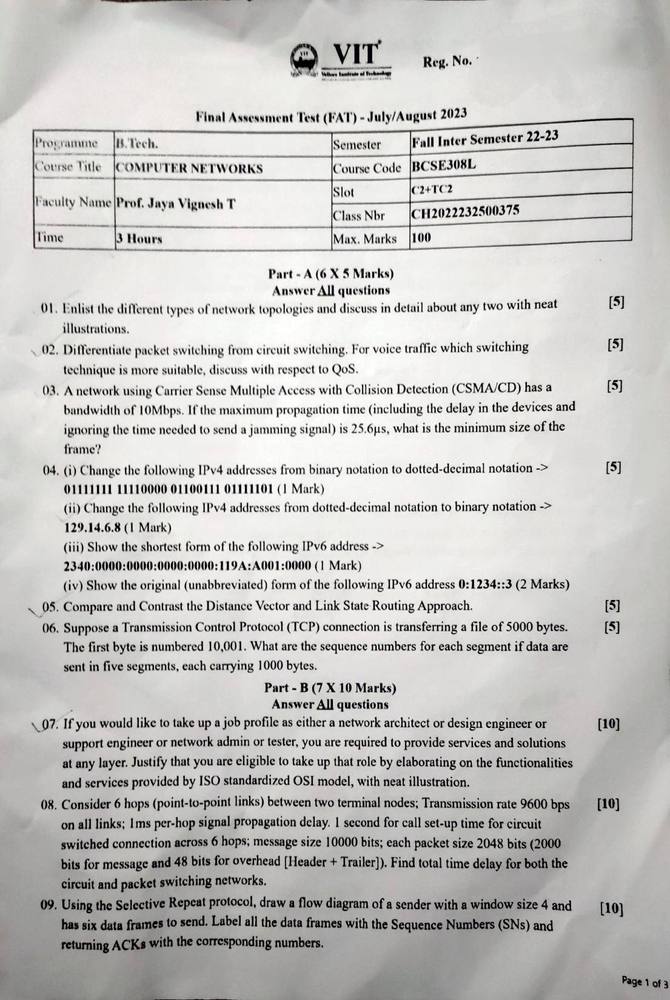 VIT
Vellore Institute of Technology
Reg. No.
Final Assessment Test (FAT) - July/August 2023
Programme B.Tech. Semester Fall Inter Semester 22-23
Course Title COMPUTER NETWORKS Course Code BCSE308L
Faculty Name Prof. Jaya Vignesh T Slot C2+TC2
Class Nbr CH2022232500375
Time 3 Hours Max. Marks 100
Part - A (6 X 5 Marks)
Answer All questions
01. Enlist the different types of network topologies and discuss in detail about any two with neat [5]
illustrations.
02. Differentiate packet switching from circuit switching. For voice traffic which switching [5]
technique is more suitable, discuss with respect to QoS.
03. A network using Carrier Sense Multiple Access with Collision Detection (CSMA/CD) has a [5]
bandwidth of 10Mbps. If the maximum propagation time (including the delay in the devices and
ignoring the time needed to send a jamming signal) is 25.6μs, what is the minimum size of the
frame?
04. (i) Change the following IPv4 addresses from binary notation to dotted-decimal notation -> [5]
01111111 11110000 01100111 01111101 (1 Mark)
(ii) Change the following IPv4 addresses from dotted-decimal notation to binary notation ->
129.14.6.8 (1 Mark)
(iii) Show the shortest form of the following IPv6 address ->
2340:0000:0000:0000:0000:119A:A001:0000 (1 Mark)
(iv) Show the original (unabbreviated) form of the following IPv6 address 0:1234::3 (2 Marks)
05. Compare and Contrast the Distance Vector and Link State Routing Approach. [5]
06. Suppose a Transmission Control Protocol (TCP) connection is transferring a file of 5000 bytes. [5]
The first byte is numbered 10,001. What are the sequence numbers for each segment if data are
sent in five segments, each carrying 1000 bytes.
Part - B (7 X 10 Marks)
Answer All questions
07. If you would like to take up a job profile as either a network architect or design engineer or [10]
support engineer or network admin or tester, you are required to provide services and solutions
at any layer. Justify that you are eligible to take up that role by elaborating on the functionalities
and services provided by ISO standardized OSI model, with neat illustration.
08. Consider 6 hops (point-to-point links) between two terminal nodes; Transmission rate 9600 bps [10]
on all links; 1ms per-hop signal propagation delay. 1 second for call set-up time for circuit
switched connection across 6 hops; message size 10000 bits; each packet size 2048 bits (2000
bits for message and 48 bits for overhead [Header + Trailer]). Find total time delay for both the
circuit and packet switching networks.
09. Using the Selective Repeat protocol, draw a flow diagram of a sender with a window size 4 and [10]
has six data frames to send. Label all the data frames with the Sequence Numbers (SNs) and
returning ACKs with the corresponding numbers.
Page 1 of 3